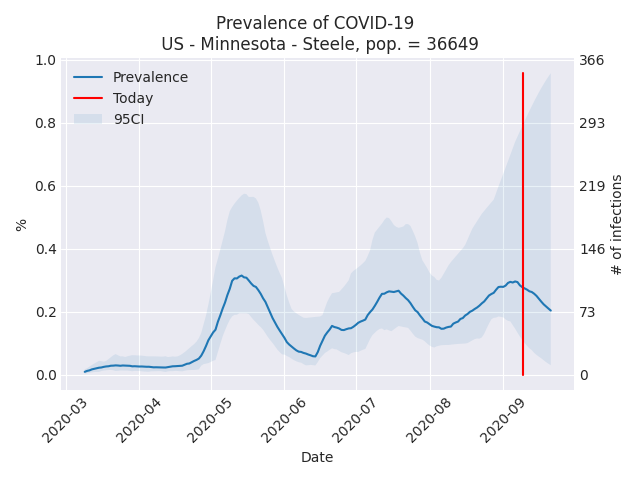 Prevalence of COVID-19
US - Minnesota - Steele, pop. = 36649
Prevalence
Today
95CI
1.0
0.8
0.6
0.4
0.2
0.0
%
366
293
219
146
73
0
# of infections
2020-03
2020-04
2020-05
2020-06
2020-07
2020-08
2020-09
Date